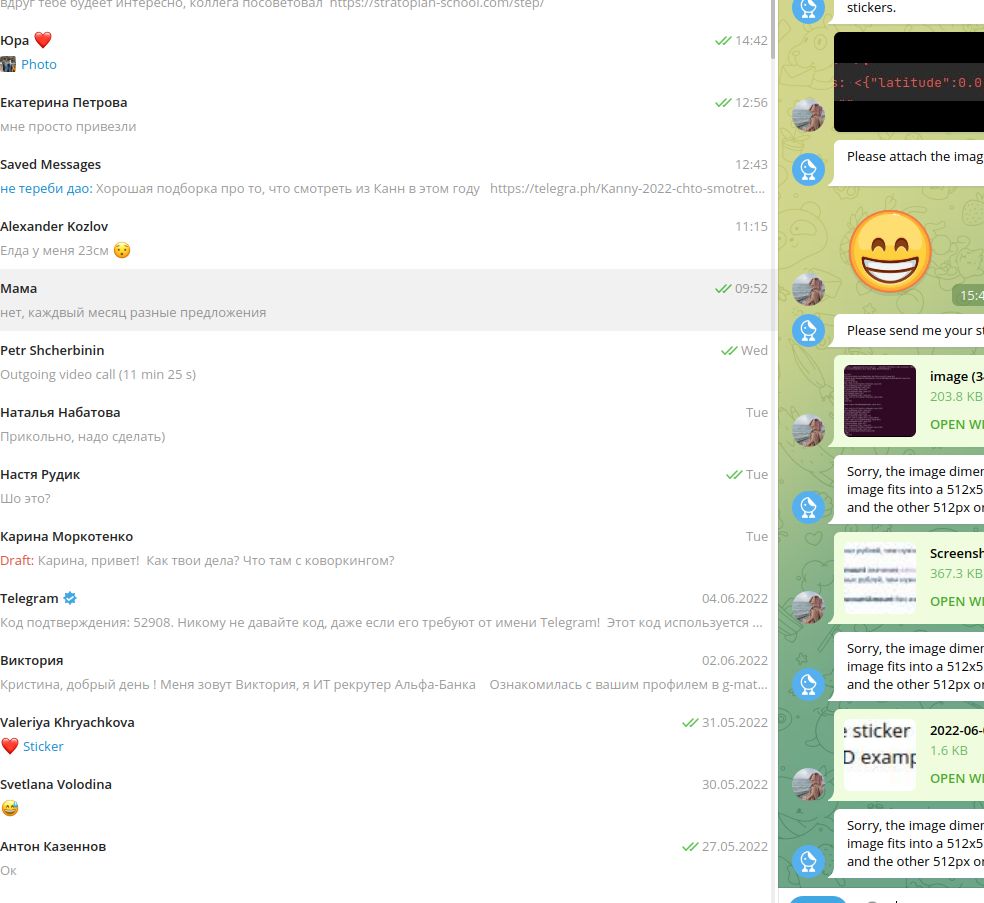 вдруг тебе будет интересно, коллега посоветовал https://stratoplan-school.com/step/
Юра ❤️ 14:42
Photo
Екатерина Петрова 12:56
мне просто привезли
Saved Messages 12:43
не тереби дао: Хорошая подборка про то, что смотреть из Канн в этом году https://telegra.ph/Kanny-2022-chto-smotret...
Alexander Kozlov 11:15
Елда у меня 23см 😯
Мама 09:52
нет, каждвый месяц разные предложения
Petr Shcherbinin Wed
Outgoing video call (11 min 25 s)
Наталья Набатова Tue
Прикольно, надо сделать)
Настя Рудик Tue
Шо это?
Карина Моркотенко Tue
Draft: Карина, привет! Как твои дела? Что там с коворкингом?
Telegram 04.06.2022
Код подтверждения: 52908. Никому не давайте код, даже если его требуют от имени Telegram! Этот код используется ...
Виктория 02.06.2022
Кристина, добрый день ! Меня зовут Виктория, я ИТ рекрутер Альфа-Банка Ознакомилась с вашим профилем в g-mat...
Valeriya Khryachkova 31.05.2022
❤️ Sticker
Svetlana Volodina 30.05.2022
😅
Антон Казеннов 27.05.2022
Ок
stickers.
s: <{"latitude":0.0
Please attach the imag
15:4
Please send me your st
image (3
203.8 KB
OPEN WI
Sorry, the image dimen
image fits into a 512x5
and the other 512px or
Screensh
367.3 KB
OPEN WI
Sorry, the image dimen
image fits into a 512x5
and the other 512px or
e sticker
D examp
2022-06-0
1.6 KB
OPEN WI
Sorry, the image dimen
image fits into a 512x5
and the other 512px or